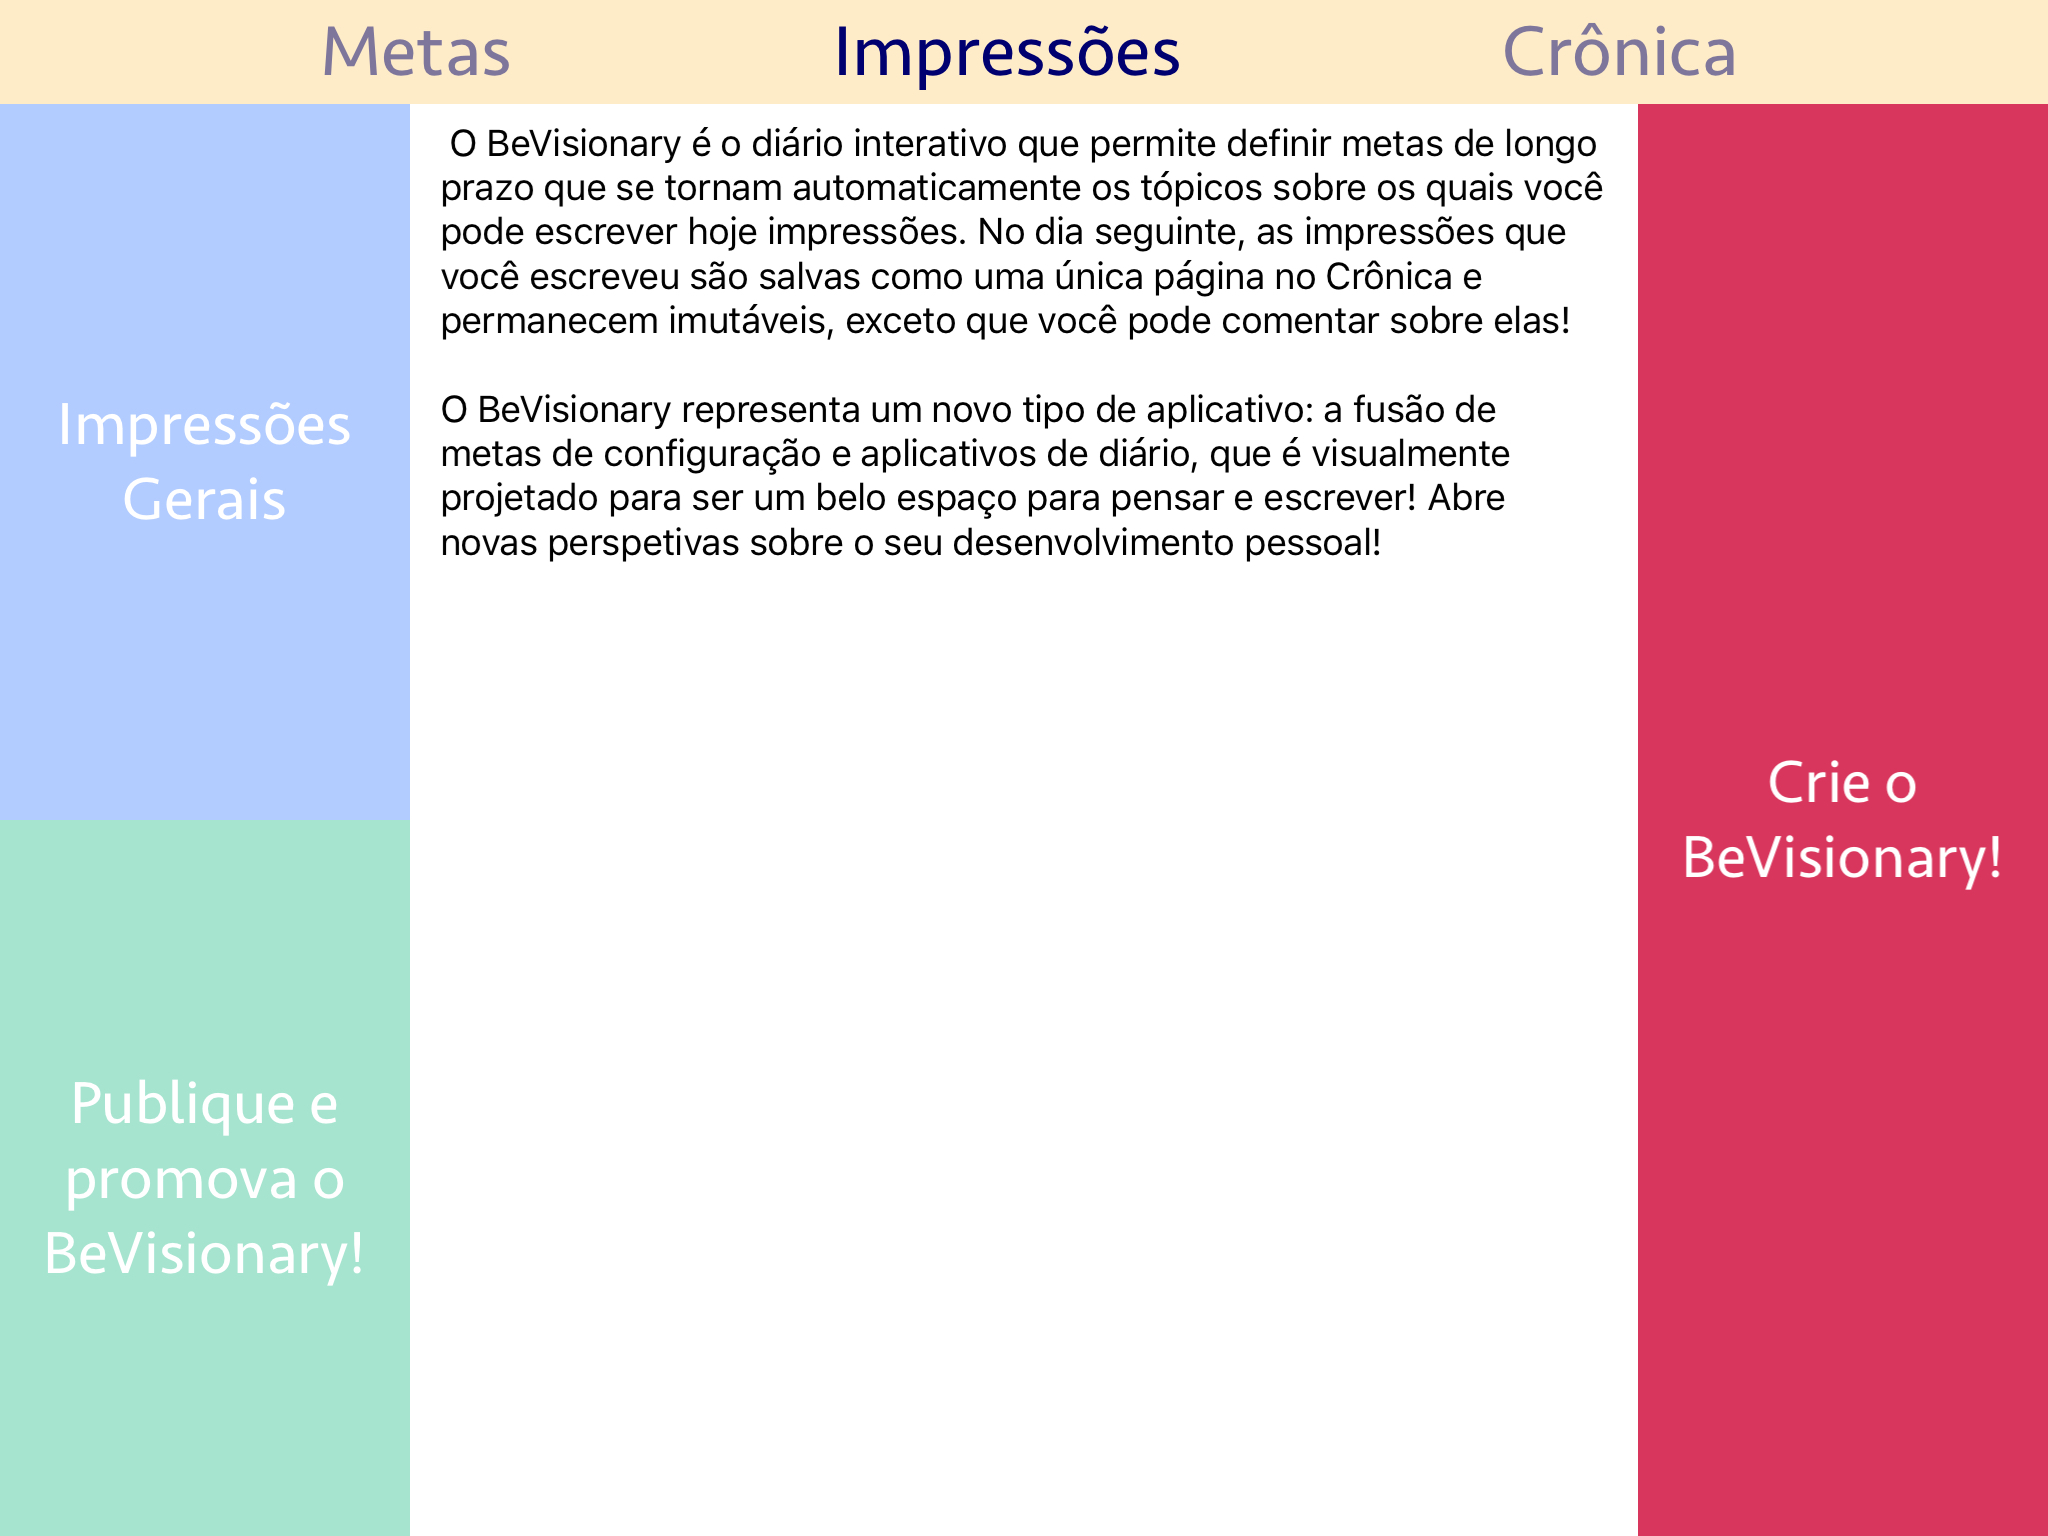 Metas
Impressões
Crônica
Impressões
Gerais
Publique e
promova o
BeVisionary!
O BeVisionary é o diário interativo que permite definir metas de longo
prazo que se tornam automaticamente os tópicos sobre os quais você
pode escrever hoje impressões. No dia seguinte, as impressões que
você escreveu são salvas como uma única página no Crônica e
permanecem imutáveis, exceto que você pode comentar sobre elas!
O BeVisionary representa um novo tipo de aplicativo: a fusão de
metas de configuração e aplicativos de diário, que é visualmente
projetado para ser um belo espaço para pensar e escrever! Abre
novas perspetivas sobre o seu desenvolvimento pessoal!
Crie o
BeVisionary!